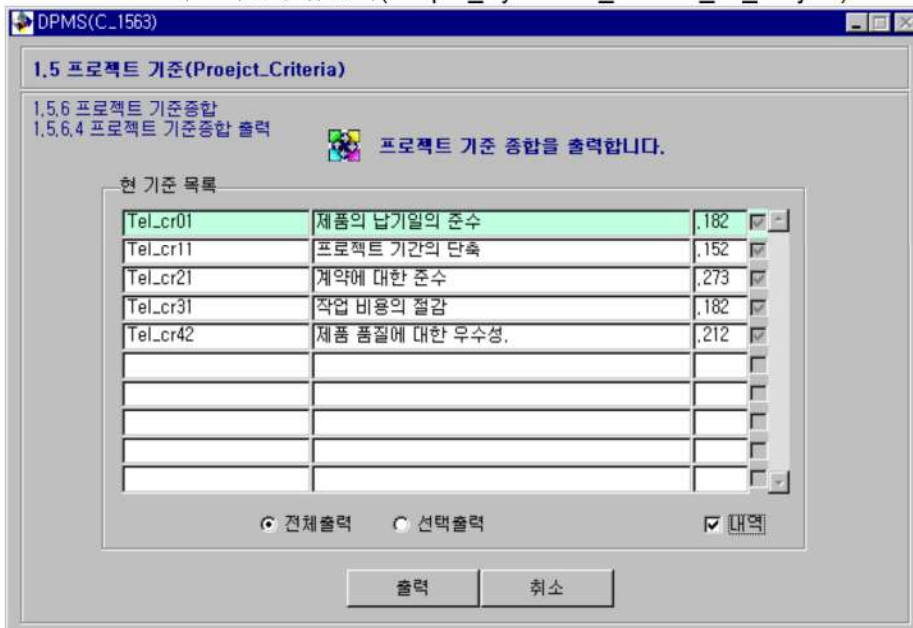 DPMS(C_1563)
1.5 프로젝트 기준(Proejct_Criteria)
1.5.6 프로젝트 기준종합
1.5.6.4 프로젝트 기준종합 출력
프로젝트 기준 종합을 출력합니다.
현 기준 목록
Tel_cr01 제품의 납기일의 준수 .182
Tel_cr11 프로젝트 기간의 단축 .152
Tel_cr21 계약에 대한 준수 .273
Tel_cr31 작업 비용의 절감 .182
Tel_cr42 제품 품질에 대한 우수성. .212
전체출력 선택출력 내역
출력 취소